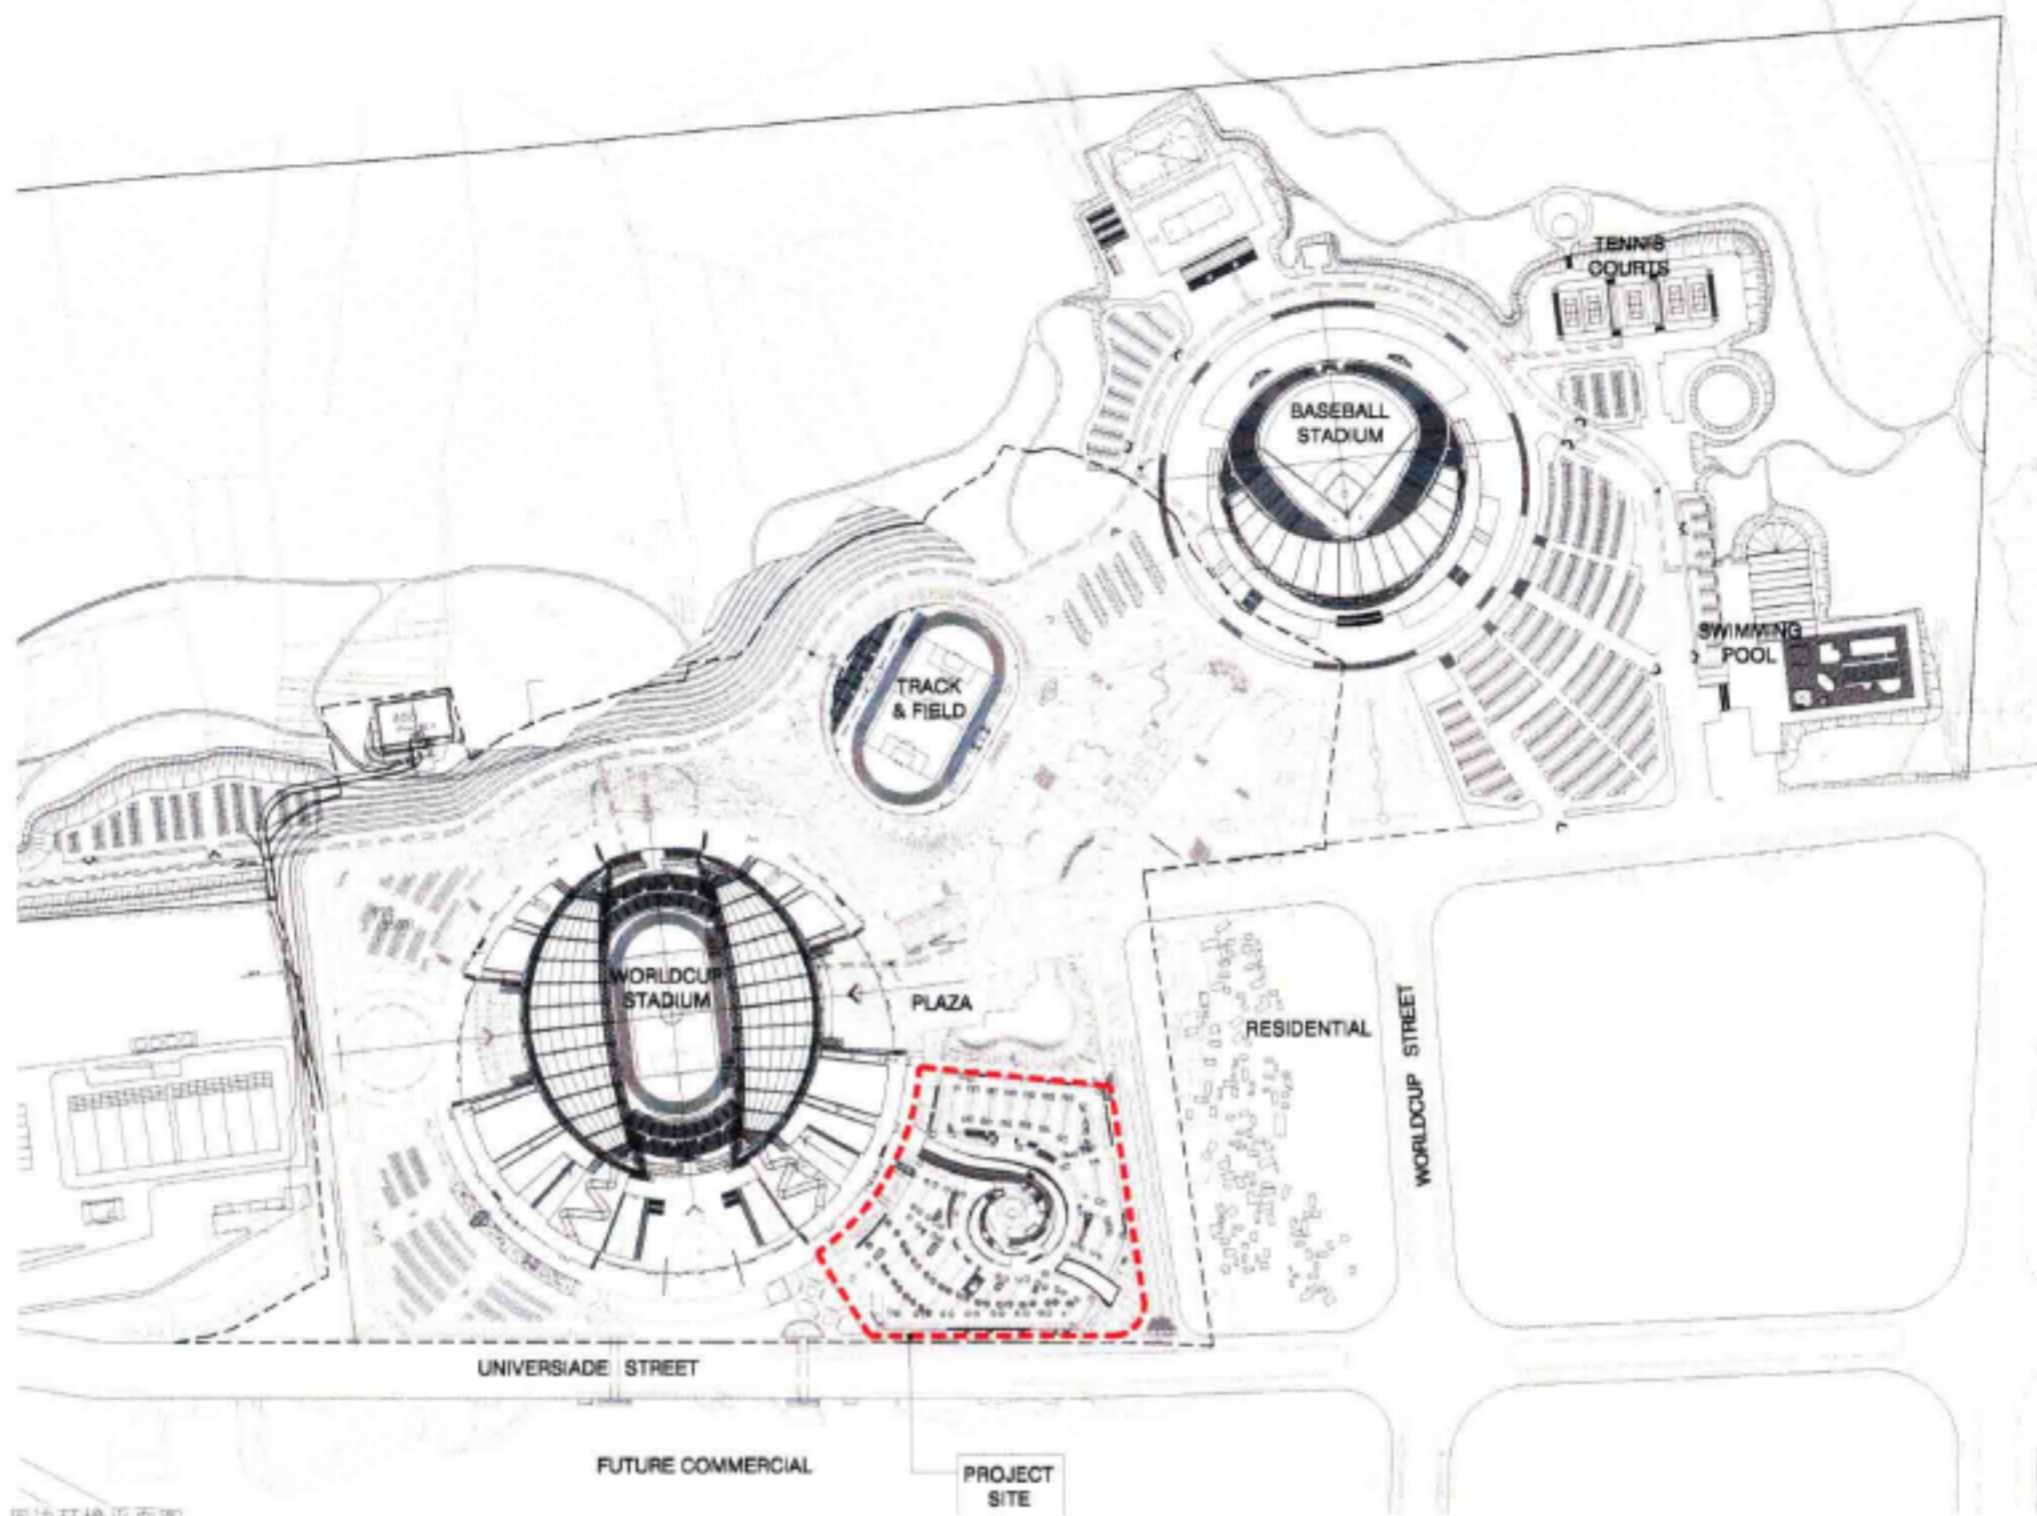 TENNIS
COURTS
BASEBALL
STADIUM
SWIMMING
POOL
TRACK
& FIELD
WORLDCUP
STADIUM
PLAZA
RESIDENTIAL
WORLDCUP STREET
UNIVERSIADE STREET
FUTURE COMMERCIAL
PROJECT
SITE